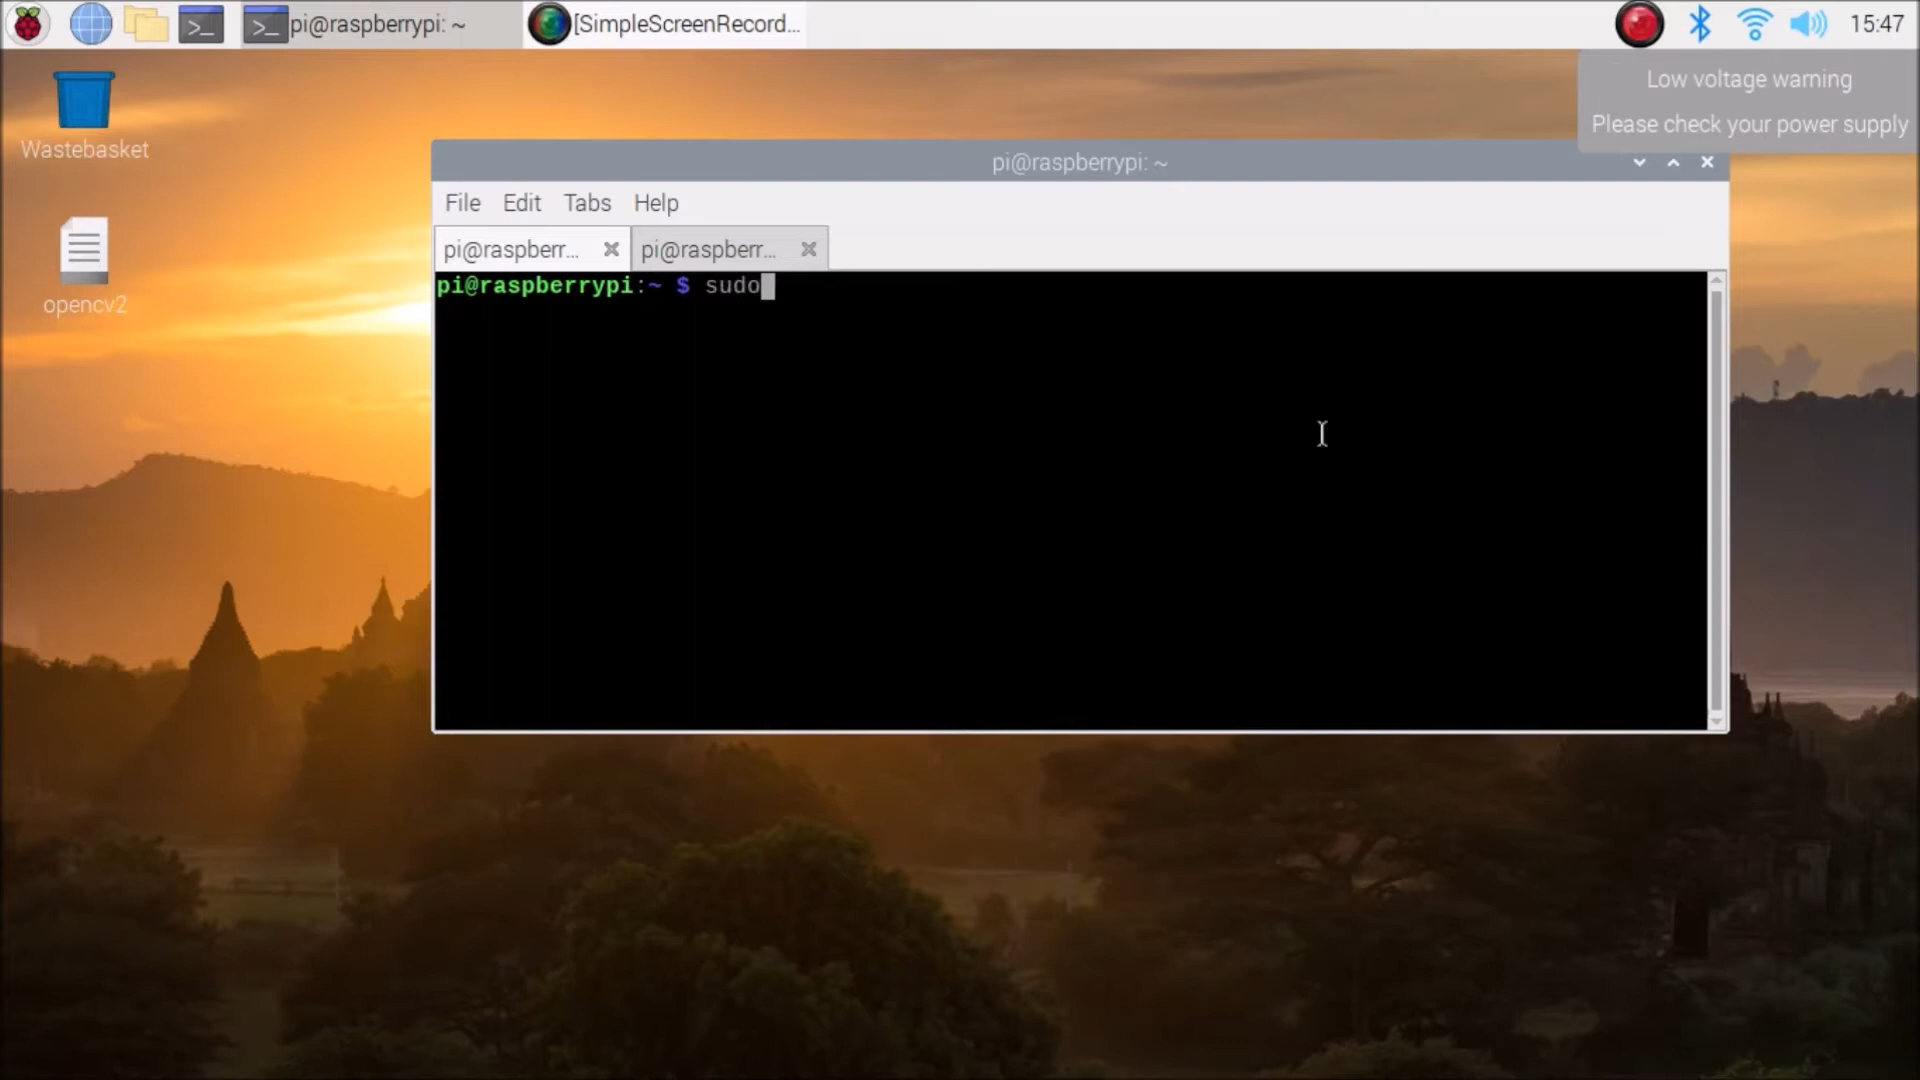 pi@raspberrypi: ~
[SimpleScreenRecord...
15:47
Low voltage warning
Please check your power supply
Wastebasket
opencv2
pi@raspberrypi: ~
File Edit Tabs Help
pi@raspberr... pi@raspberr...
pi@raspberrypi:~ $ sudo